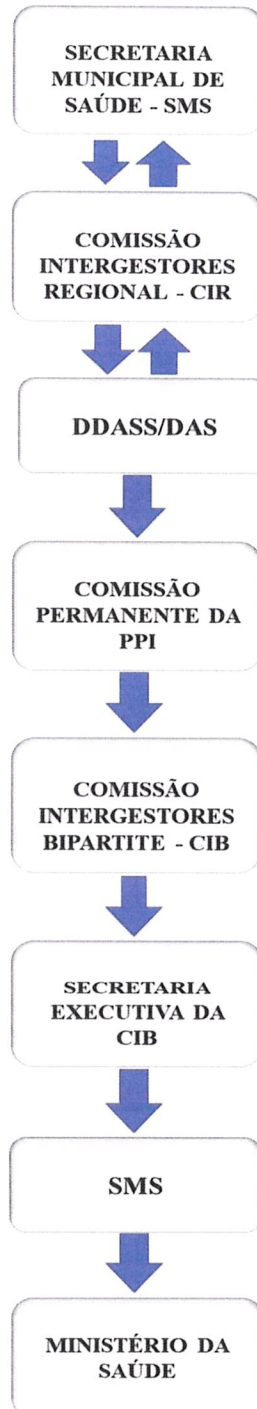 SECRETARIA
MUNICIPAL DE
SAÚDE - SMS
COMISSÃO
INTERGESTORES
REGIONAL - CIR
DDASS/DAS
COMISSÃO
PERMANENTE DA
PPI
COMISSÃO
INTERGESTORES
BIPARTITE - CIB
SECRETARIA
EXECUTIVA DA
CIB
SMS
MINISTÉRIO DA
SAÚDE